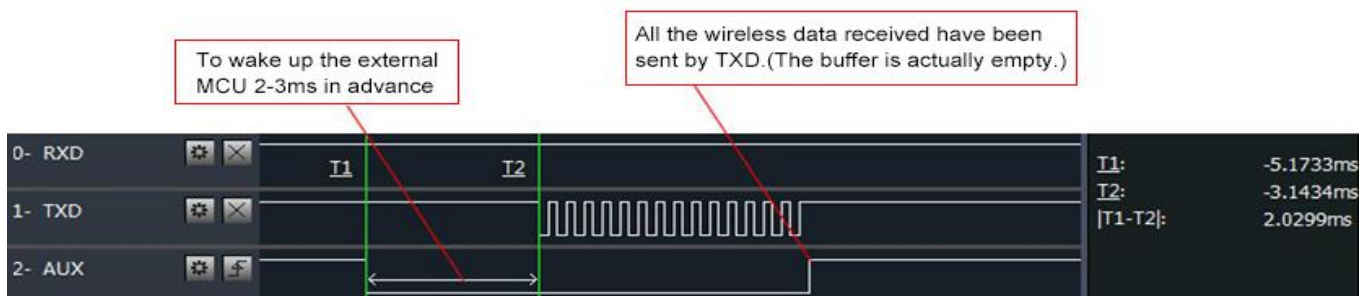 All the wireless data received have been
sent by TXD.(The buffer is actually empty.)
To wake up the external
MCU 2-3ms in advance
0- RXD
T1
T2
T1: -5.1733ms
T2: -3.1434ms
|T1-T2|: 2.0299ms
1- TXD
2- AUX